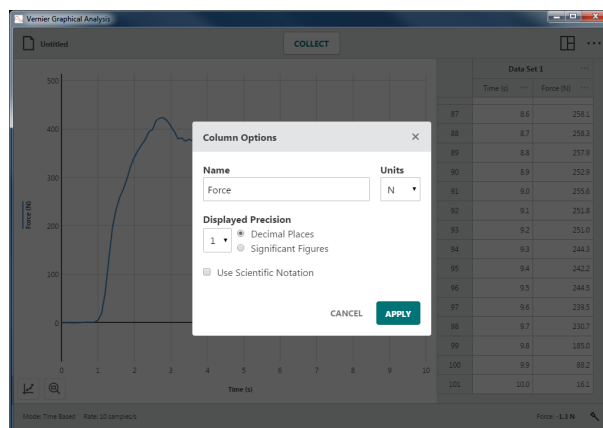 Vernier Graphical Analysis
Untitled
COLLECT
Data Set 1
Time (s) Force (N)
500
400
300
200
100
0
Force (N)
0 1 2 3 4 5 6 7 8 9 10
Time (s)
Column Options
Name Units
Force N
Displayed Precision
1 Decimal Places
Significant Figures
Use Scientific Notation
CANCEL APPLY
87 8.6 258.1
88 8.7 258.3
89 8.8 257.9
90 8.9 252.9
91 9.0 255.6
92 9.1 251.8
93 9.2 251.0
94 9.3 244.3
95 9.4 242.2
96 9.5 244.5
97 9.6 239.5
98 9.7 230.7
99 9.8 185.0
100 9.9 88.2
101 10.0 16.1
Mode: Time Based Rate: 10 samples/s
Force: -1.3 N